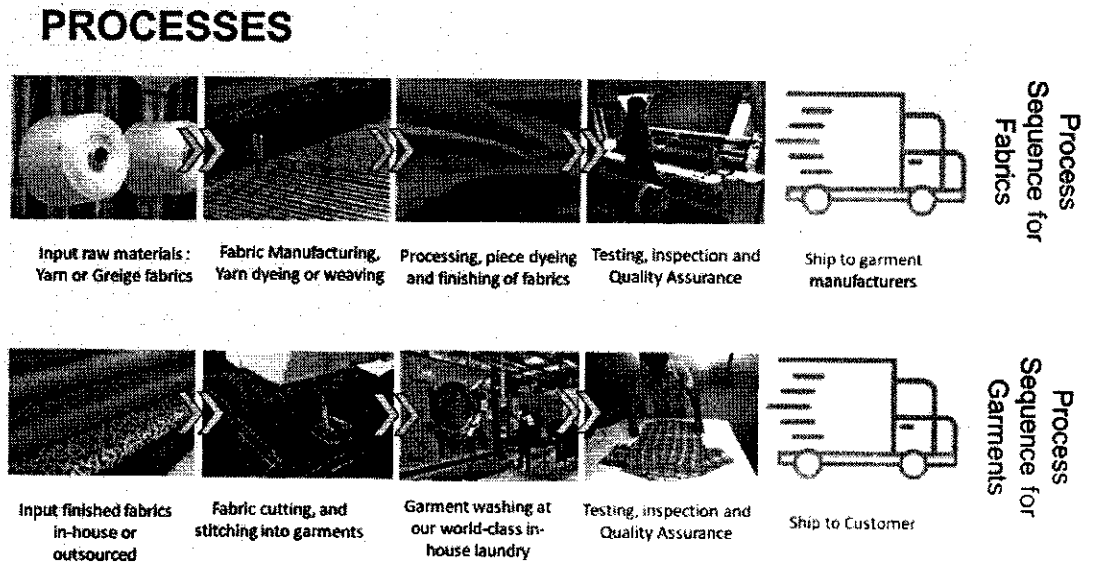 PROCESSES
Input raw materials :
Yarn or Greige fabrics
Fabric Manufacturing,
Yarn dyeing or weaving
Processing, piece dyeing
and finishing of fabrics
Testing, inspection and
Quality Assurance
Ship to garment
manufacturers
Process
Sequence for
Fabrics
Input finished fabrics
in-house or
outsourced
Fabric cutting, and
stitching into garments
Garment washing at
our world-class in-
house laundry
Testing, inspection and
Quality Assurance
Ship to Customer
Process
Sequence for
Garments